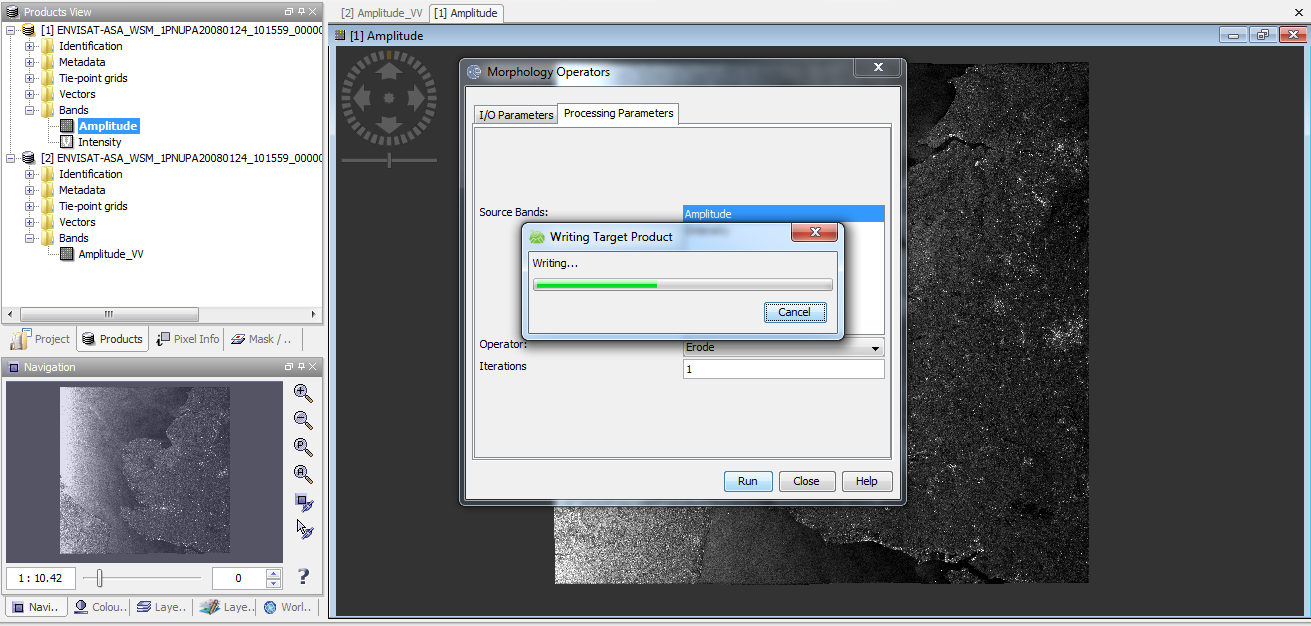 Products View
[1] ENVISAT-ASA_WSM_1PNUPA20080124_101559_00000
Identification
Metadata
Tie-point grids
Vectors
Bands
Amplitude
Intensity
[2] ENVISAT-ASA_WSM_1PNUPA20080124_101559_00000
Identification
Metadata
Tie-point grids
Vectors
Bands
Amplitude_VV
Project
Products
Pixel Info
Mask / ..
Navigation
1 : 10.42
0
?
Navi..
Colou..
Laye..
Laye..
Worl..
[2] Amplitude_VV
[1] Amplitude
[1] Amplitude
Morphology Operators
I/O Parameters
Processing Parameters
Source Bands:
Amplitude
Writing Target Product
Writing...
Cancel
Operator:
Erode
Iterations
1
Run
Close
Help